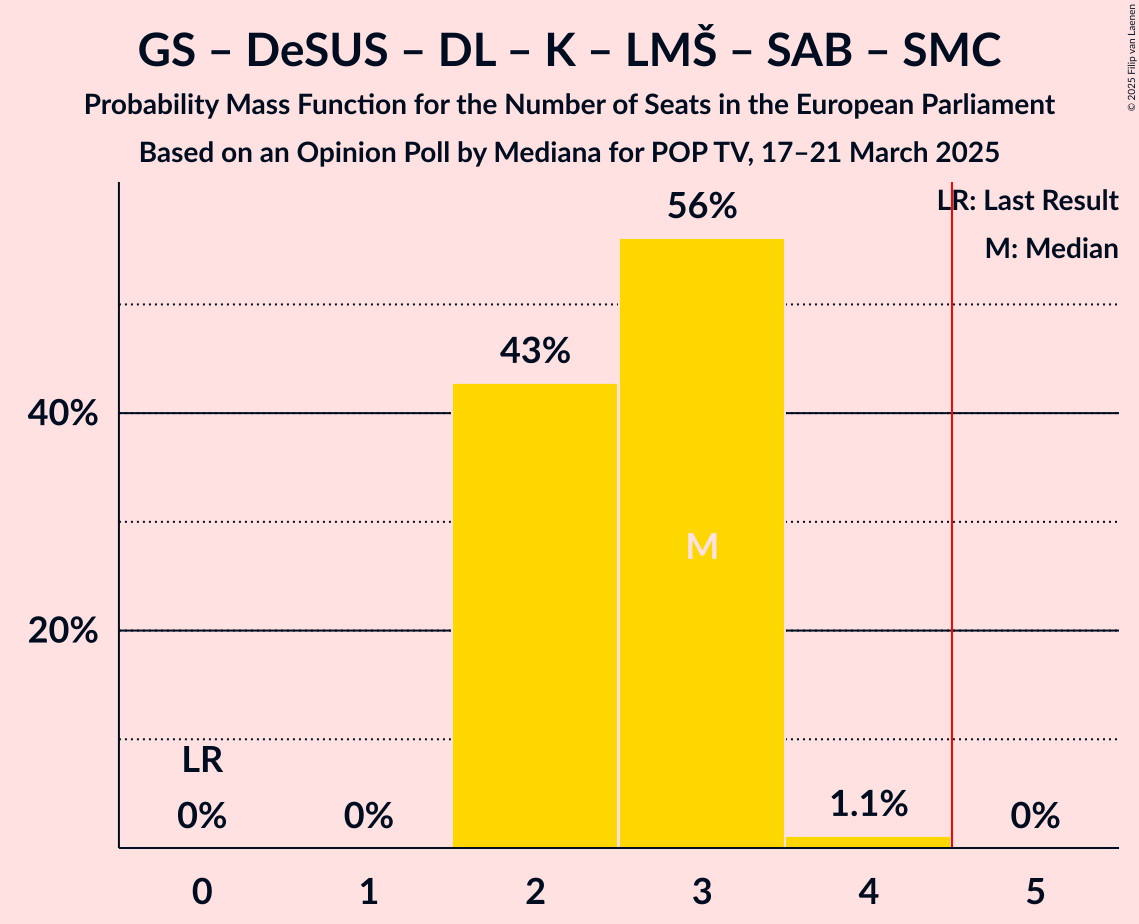 GS – DeSUS – DL – K – LMŠ – SAB – SMC
Probability Mass Function for the Number of Seats in the European Parliament
Based on an Opinion Poll by Mediana for POP TV, 17–21 March 2025
© 2025 Filip van Laenen
LR: Last Result
M: Median
56%
43%
40%
M
20%
LR
0%
0%
1.1%
0%
0 1 2 3 4 5